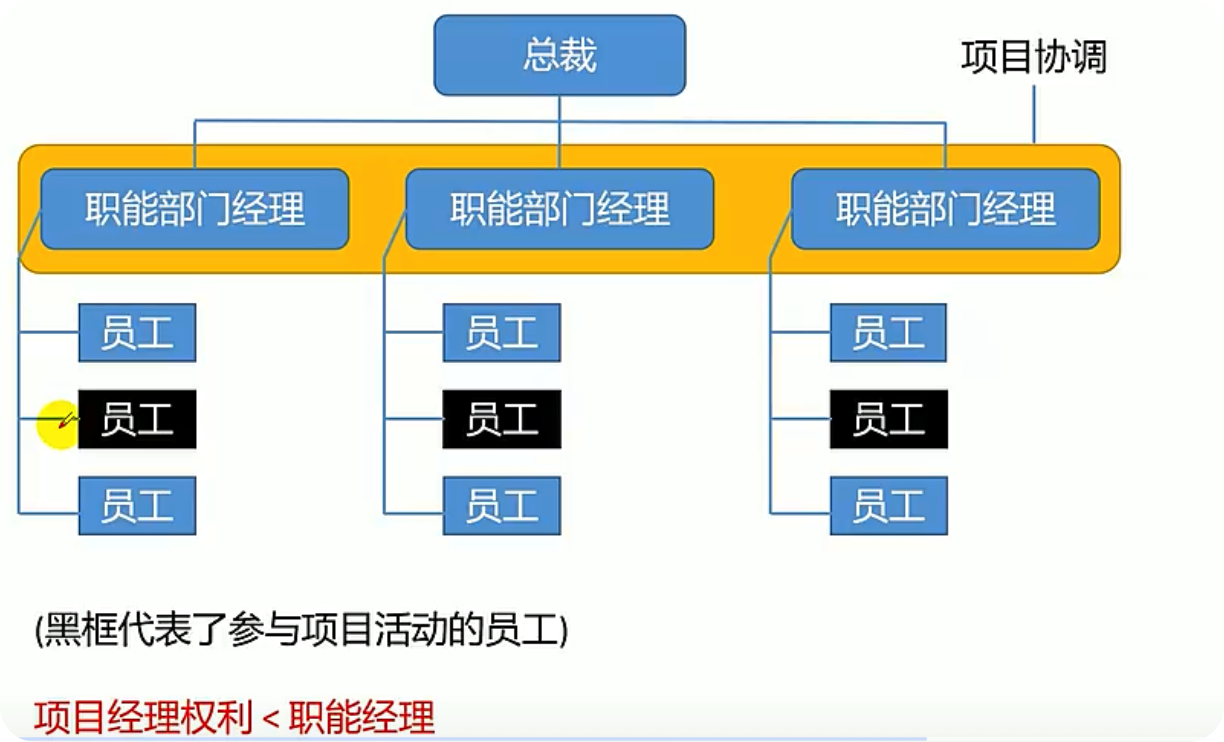 总裁
项目协调
职能部门经理 职能部门经理 职能部门经理
员工 员工 员工
员工 员工 员工
员工 员工 员工
(黑框代表了参与项目活动的员工)
项目经理权利 < 职能经理